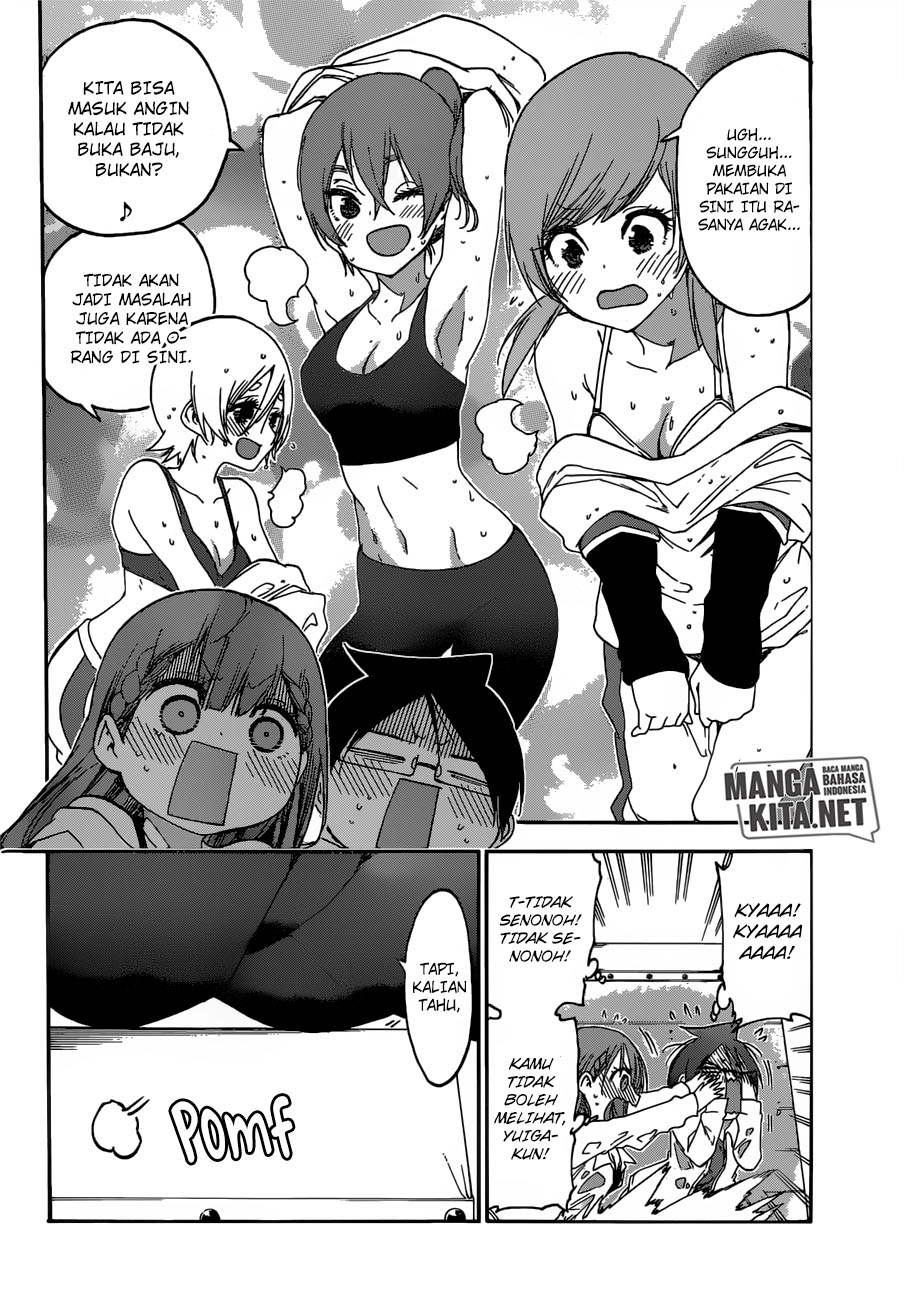 UGH...
SUNGGUH...
MEMBUKA
PAKAIAN DI
SINI ITU RA-
SANYA AGAK...
KITA BISA
MASUK ANGIN
KALAU TIDAK
BUKA BAJU,
BUKAN?
♪
TIDAK AKAN
JADI MASALAH
JUGA KARENA
TIDAK ADA O-
RANG DI SINI.
MANGA
-KITA.NET
BACA MANGA
BAHASA
INDONESIA
KYAAA!
KYAAAA
AAAA!
T-TIDAK
SENONOH!
TIDAK SE-
NONOH!
KAMU
TIDAK
BOLEH
MELIHAT,
YUIGA-
KUN!
TAPI,
KALIAN
TAHU,
POMF